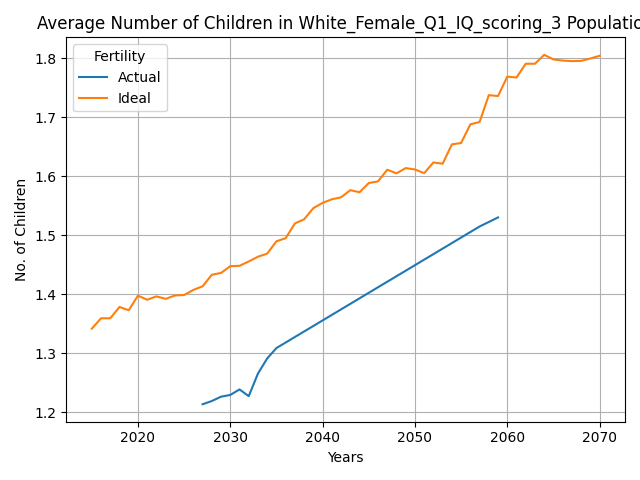 Average Number of Children in White_Female_Q1_IQ_scoring_3 Populatio
Fertility
Actual
Ideal
No. of Children
1.8
1.7
1.6
1.5
1.4
1.3
1.2
2020 2030 2040 2050 2060 2070
Years